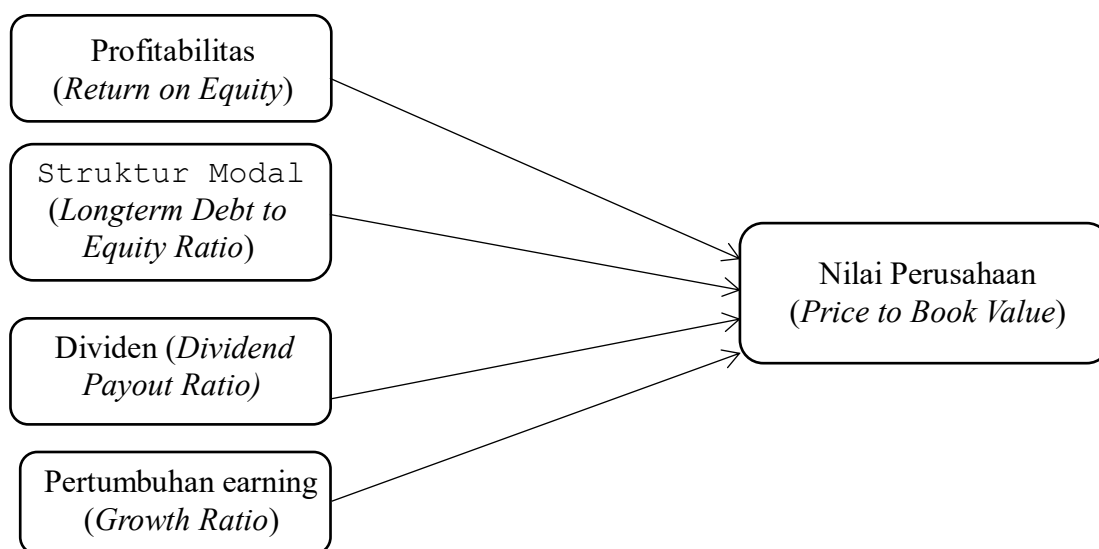 Profitabilitas
(Return on Equity)
Struktur Modal
(Longterm Debt to
Equity Ratio)
Dividen (Dividend
Payout Ratio)
Pertumbuhan earning
(Growth Ratio)
Nilai Perusahaan
(Price to Book Value)